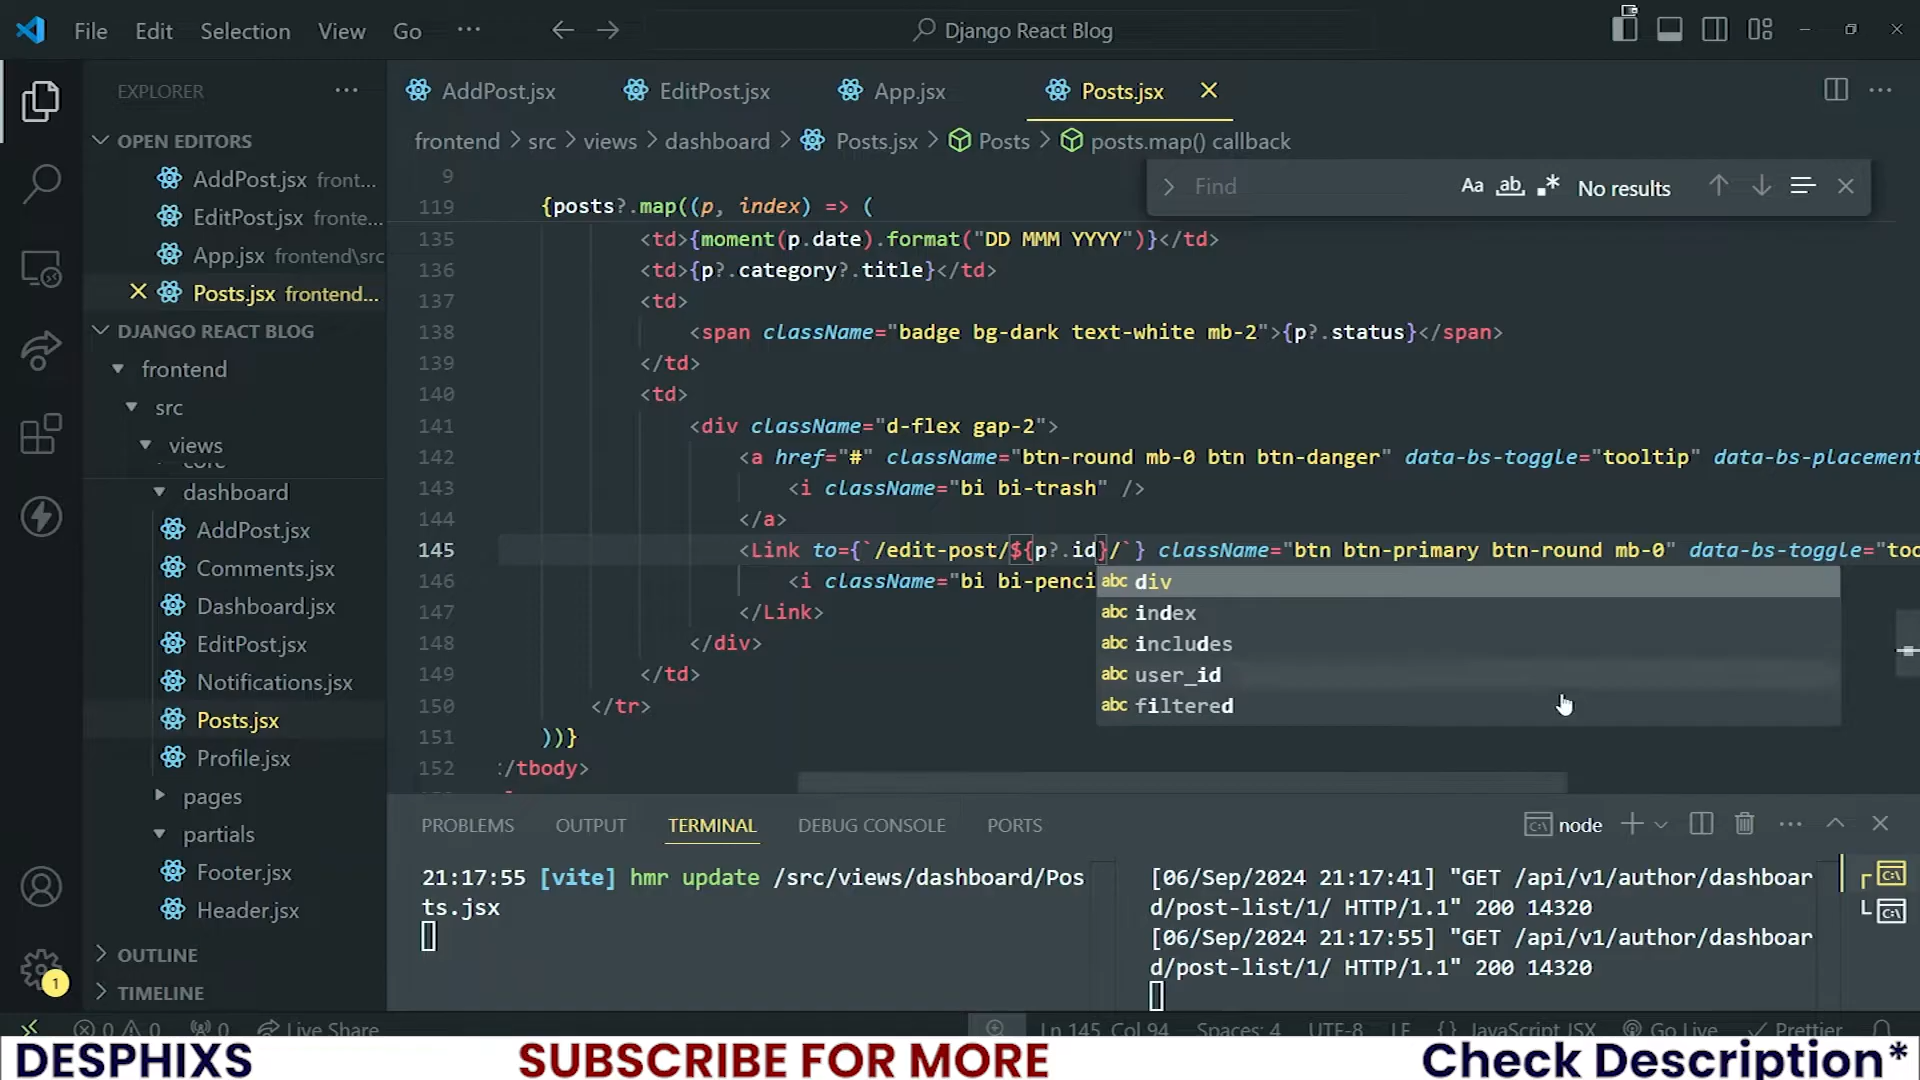 File Edit Selection View Go ··· Django React Blog
EXPLORER ···
OPEN EDITORS
AddPost.jsx front...
EditPost.jsx fronte...
App.jsx frontend\src
Posts.jsx frontend...
DJANGO REACT BLOG
frontend
src
views
core
dashboard
AddPost.jsx
Comments.jsx
Dashboard.jsx
EditPost.jsx
Notifications.jsx
Posts.jsx
Profile.jsx
pages
partials
Footer.jsx
Header.jsx
OUTLINE
TIMELINE
1
AddPost.jsx EditPost.jsx App.jsx Posts.jsx
frontend > src > views > dashboard > Posts.jsx > Posts > posts.map() callback
Find Aa ab .* No results
9
119 {posts?.map((p, index) => (
135 <td>{moment(p.date).format("DD MMM YYYY")}</td>
136 <td>{p?.category?.title}</td>
137 <td>
138 <span className="badge bg-dark text-white mb-2">{p?.status}</span>
139 </td>
140 <td>
141 <div className="d-flex gap-2">
142 <a href="#" className="btn-round mb-0 btn btn-danger" data-bs-toggle="tooltip" data-bs-placement
143 <i className="bi bi-trash" />
144 </a>
145 <Link to={`/edit-post/${p?.id}/`} className="btn btn-primary btn-round mb-0" data-bs-toggle="too
146 <i className="bi bi-penci
147 </Link>
148 </div>
149 </td>
150 </tr>
151 ))}
152 :/tbody>
abc div
abc index
abc includes
abc user_id
abc filtered
PROBLEMS OUTPUT TERMINAL DEBUG CONSOLE PORTS node
21:17:55 [vite] hmr update /src/views/dashboard/Pos
ts.jsx
[06/Sep/2024 21:17:41] "GET /api/v1/author/dashboar
d/post-list/1/ HTTP/1.1" 200 14320
[06/Sep/2024 21:17:55] "GET /api/v1/author/dashboar
d/post-list/1/ HTTP/1.1" 200 14320
0 0 0 Live Share Ln 145, Col 94 Spaces: 4 UTF-8 LF {} JavaScript JSX Go Live Prettier
DESPHIXS SUBSCRIBE FOR MORE Check Description*